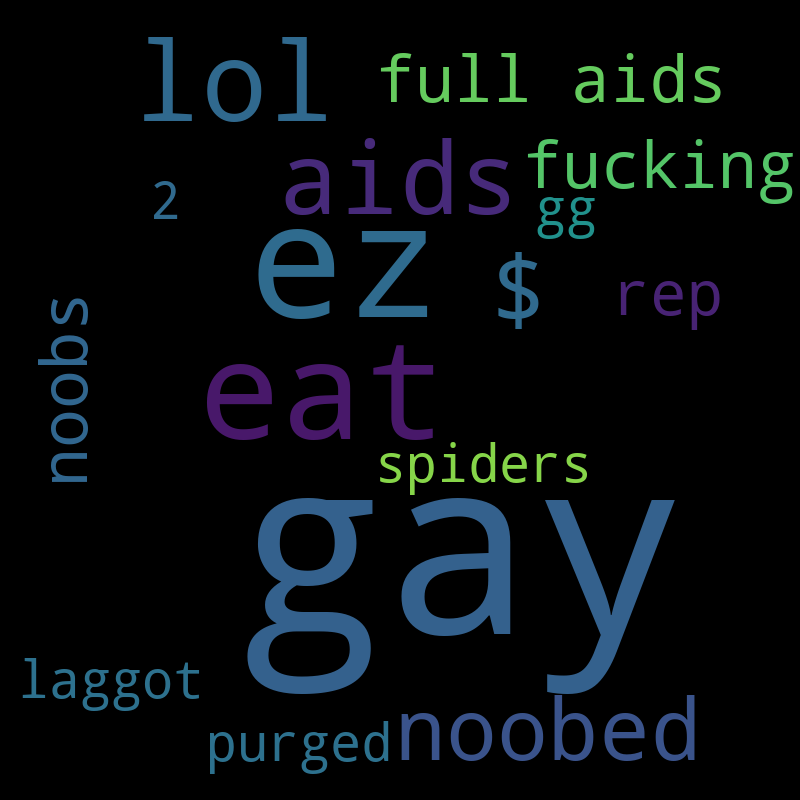 lol
full aids
aids
fucking
2
gg
ez
$
rep
noobs
eat
spiders
gay
laggot
purged
noobed